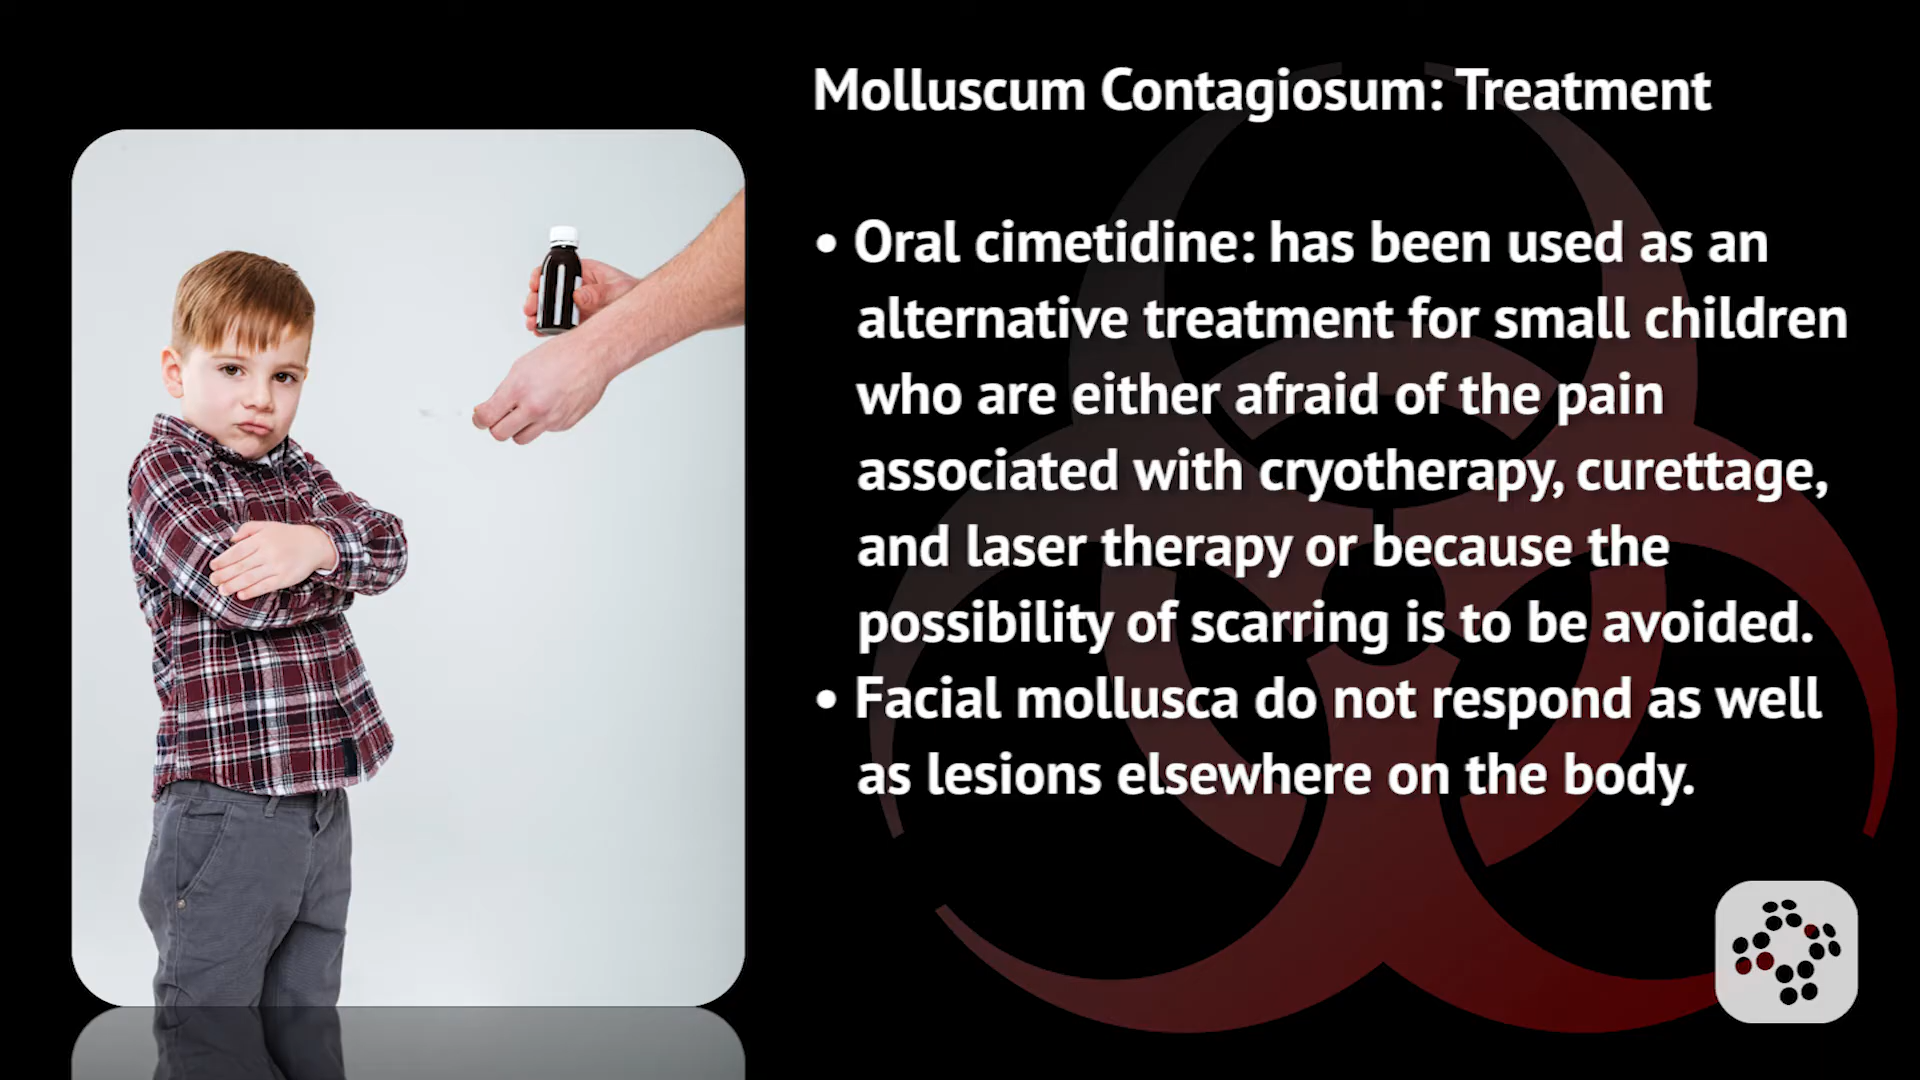 Molluscum Contagiosum: Treatment
• Oral cimetidine: has been used as an
alternative treatment for small children
who are either afraid of the pain
associated with cryotherapy, curettage,
and laser therapy or because the
possibility of scarring is to be avoided.
• Facial mollusca do not respond as well
as lesions elsewhere on the body.